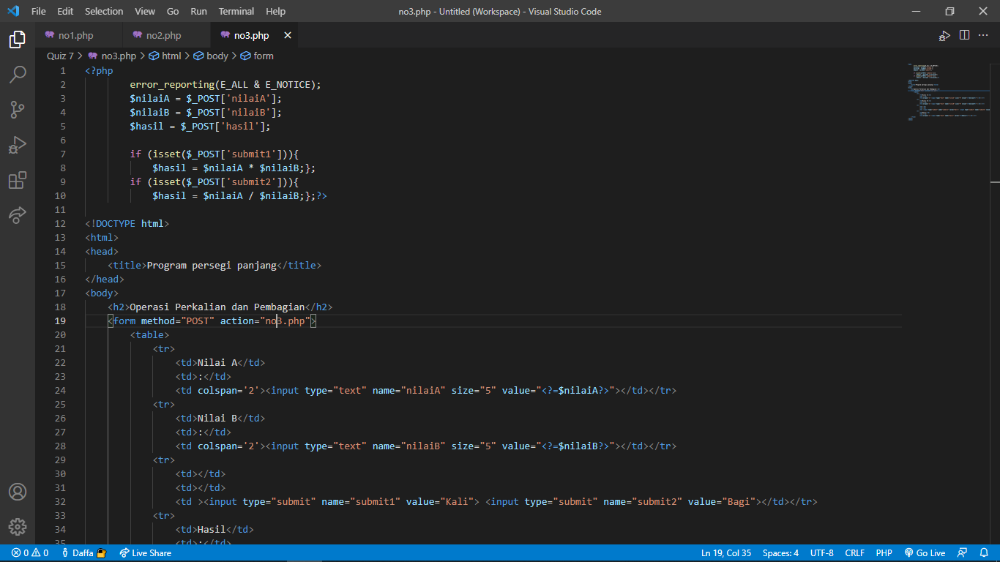 File Edit Selection View Go Run Terminal Help no3.php - Untitled (Workspace) - Visual Studio Code
no1.php no2.php no3.php
Quiz 7 > no3.php > html > body > form
1 <?php
2 error_reporting(E_ALL & E_NOTICE);
3 $nilaiA = $_POST['nilaiA'];
4 $nilaiB = $_POST['nilaiB'];
5 $hasil = $_POST['hasil'];
6
7 if (isset($_POST['submit1'])){
8 $hasil = $nilaiA * $nilaiB;};
9 if (isset($_POST['submit2'])){
10 $hasil = $nilaiA / $nilaiB;};?>
11
12 <!DOCTYPE html>
13 <html>
14 <head>
15 <title>Program persegi panjang</title>
16 </head>
17 <body>
18 <h2>Operasi Perkalian dan Pembagian</h2>
19 <form method="POST" action="no3.php">
20 <table>
21 <tr>
22 <td>Nilai A</td>
23 <td>:</td>
24 <td colspan='2'><input type="text" name="nilaiA" size="5" value="<?=$nilaiA?>"></td></tr>
25 <tr>
26 <td>Nilai B</td>
27 <td>:</td>
28 <td colspan='2'><input type="text" name="nilaiB" size="5" value="<?=$nilaiB?>"></td></tr>
29 <tr>
30 <td></td>
31 <td></td>
32 <td ><input type="submit" name="submit1" value="Kali"> <input type="submit" name="submit2" value="Bagi"></td></tr>
33 <tr>
34 <td>Hasil</td>
35 <td>:</td>
0 0 Daffa Live Share Ln 19, Col 35 Spaces: 4 UTF-8 CRLF PHP Go Live